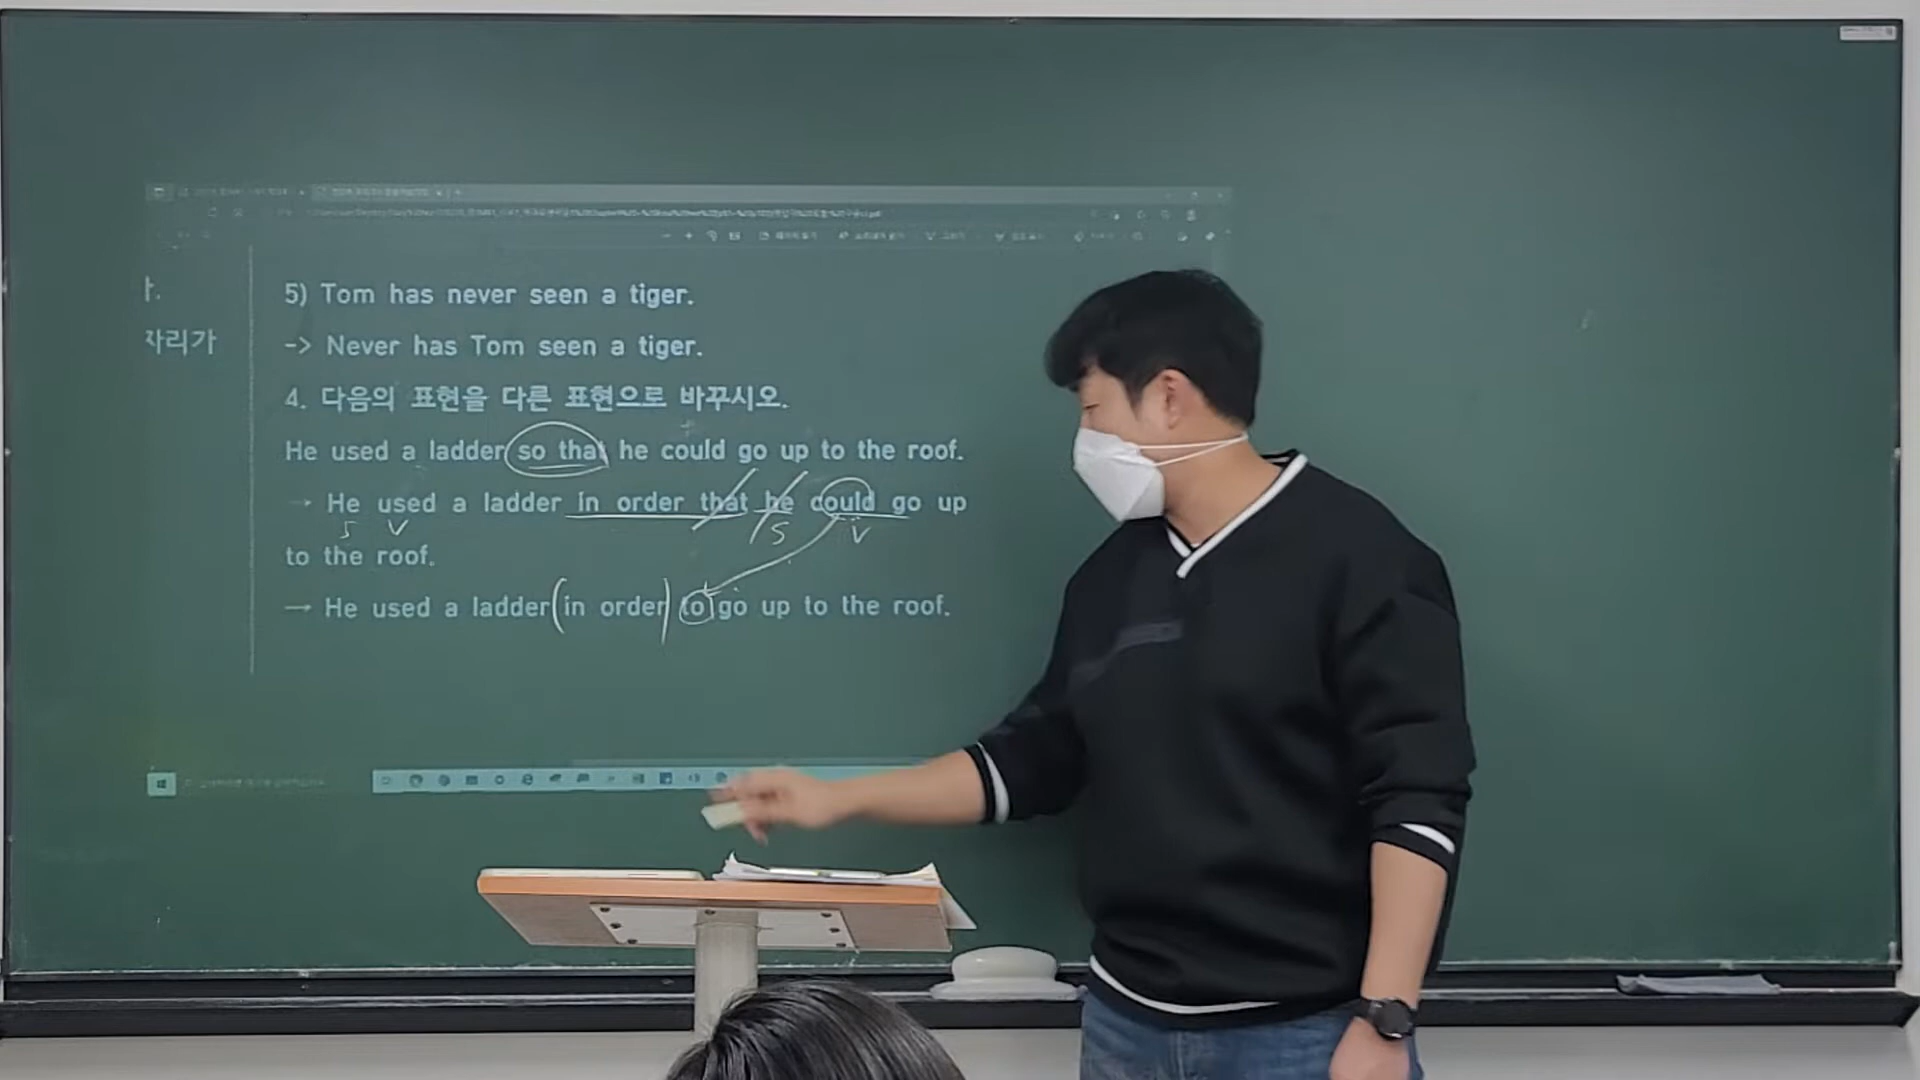 자리가
5) Tom has never seen a tiger.
-> Never has Tom seen a tiger.
4. 다음의 표현을 다른 표현으로 바꾸시오.
He used a ladder so that he could go up to the roof.
→ He used a ladder in order that he could go up
S V S V
to the roof.
→ He used a ladder (in order) to go up to the roof.